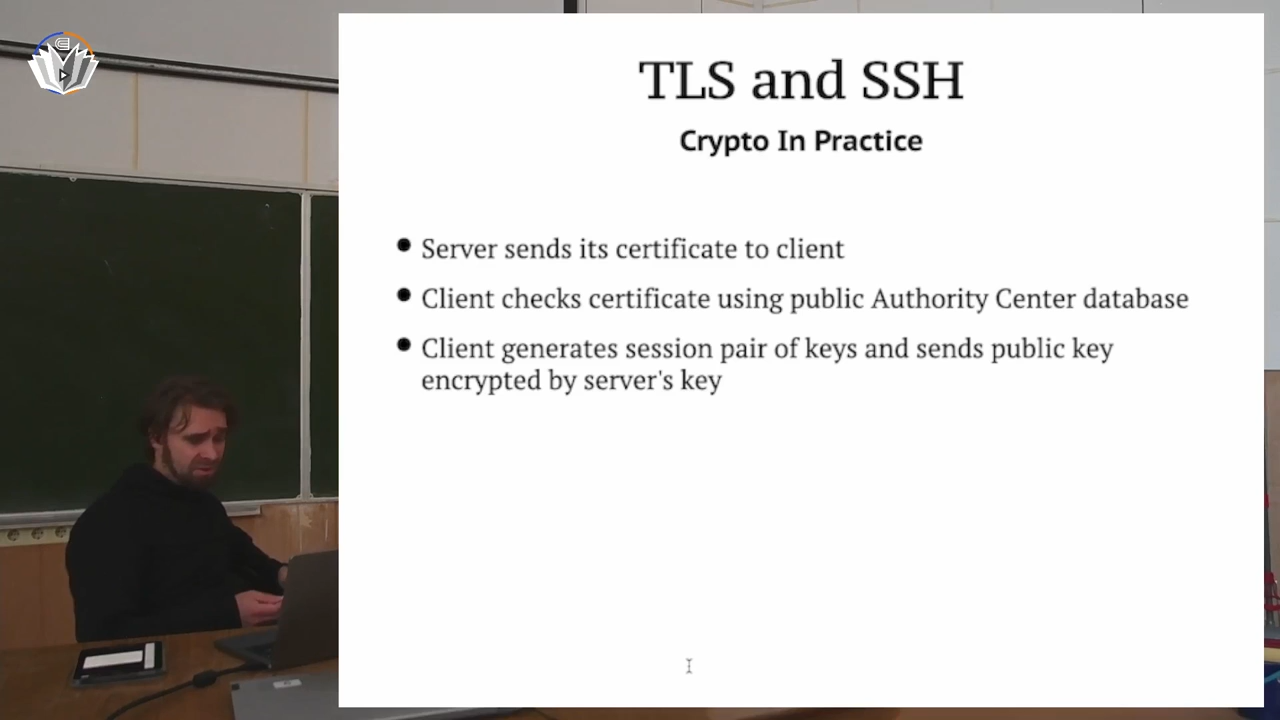 TLS and SSH
Crypto In Practice
Server sends its certificate to client
Client checks certificate using public Authority Center database
Client generates session pair of keys and sends public key
encrypted by server's key